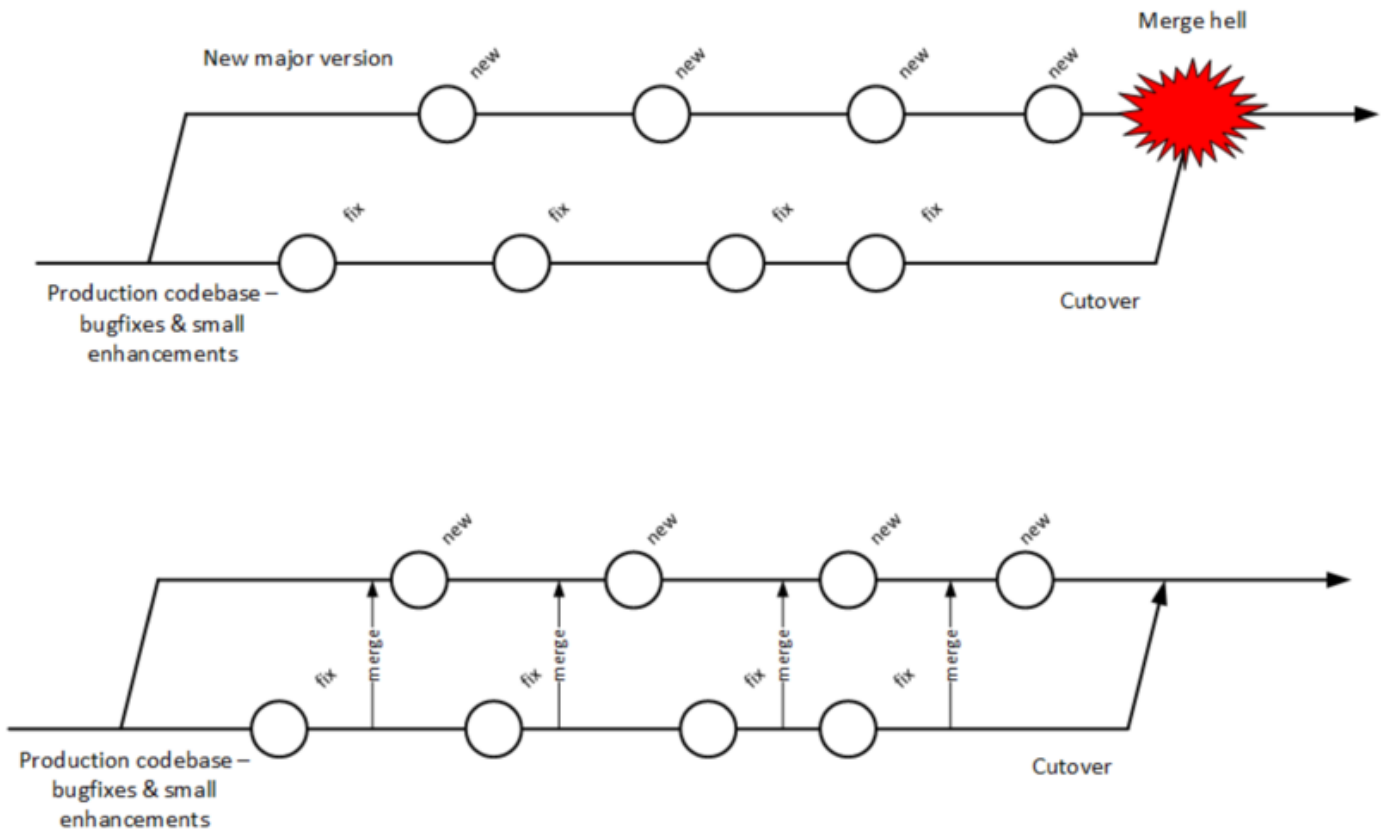 Merge hell
New major version
new
new
new
new
fix
fix
fix
fix
Production codebase –
bugfixes & small
enhancements
Cutover
new
new
new
new
fix
merge
fix
merge
fix
merge
fix
merge
Production codebase –
bugfixes & small
enhancements
Cutover